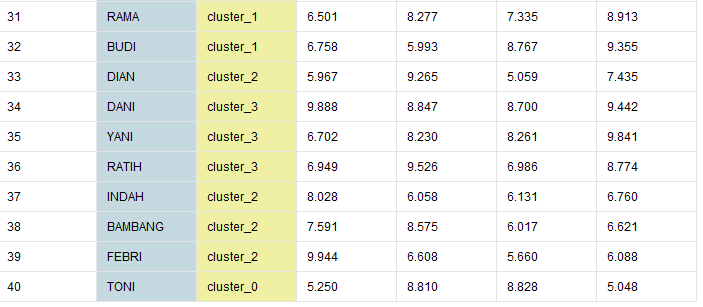 31 RAMA cluster_1 6.501 8.277 7.335 8.913
32 BUDI cluster_1 6.758 5.993 8.767 9.355
33 DIAN cluster_2 5.967 9.265 5.059 7.435
34 DANI cluster_3 9.888 8.847 8.700 9.442
35 YANI cluster_3 6.702 8.230 8.261 9.841
36 RATIH cluster_3 6.949 9.526 6.986 8.774
37 INDAH cluster_2 8.028 6.058 6.131 6.760
38 BAMBANG cluster_2 7.591 8.575 6.017 6.621
39 FEBRI cluster_2 9.944 6.608 5.660 6.088
40 TONI cluster_0 5.250 8.810 8.828 5.048